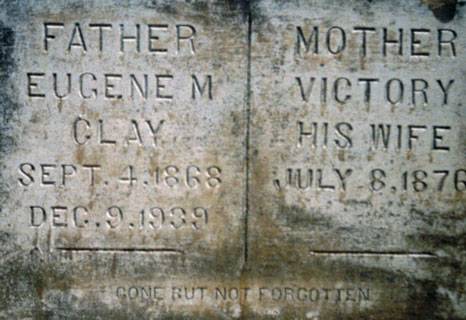 FATHER
EUGENE M
CLAY
SEPT. 4. 1868
DEC. 9. 1939
MOTHER
VICTORY
HIS WIFE
JULY 8. 1876
GONE BUT NOT FORGOTTEN